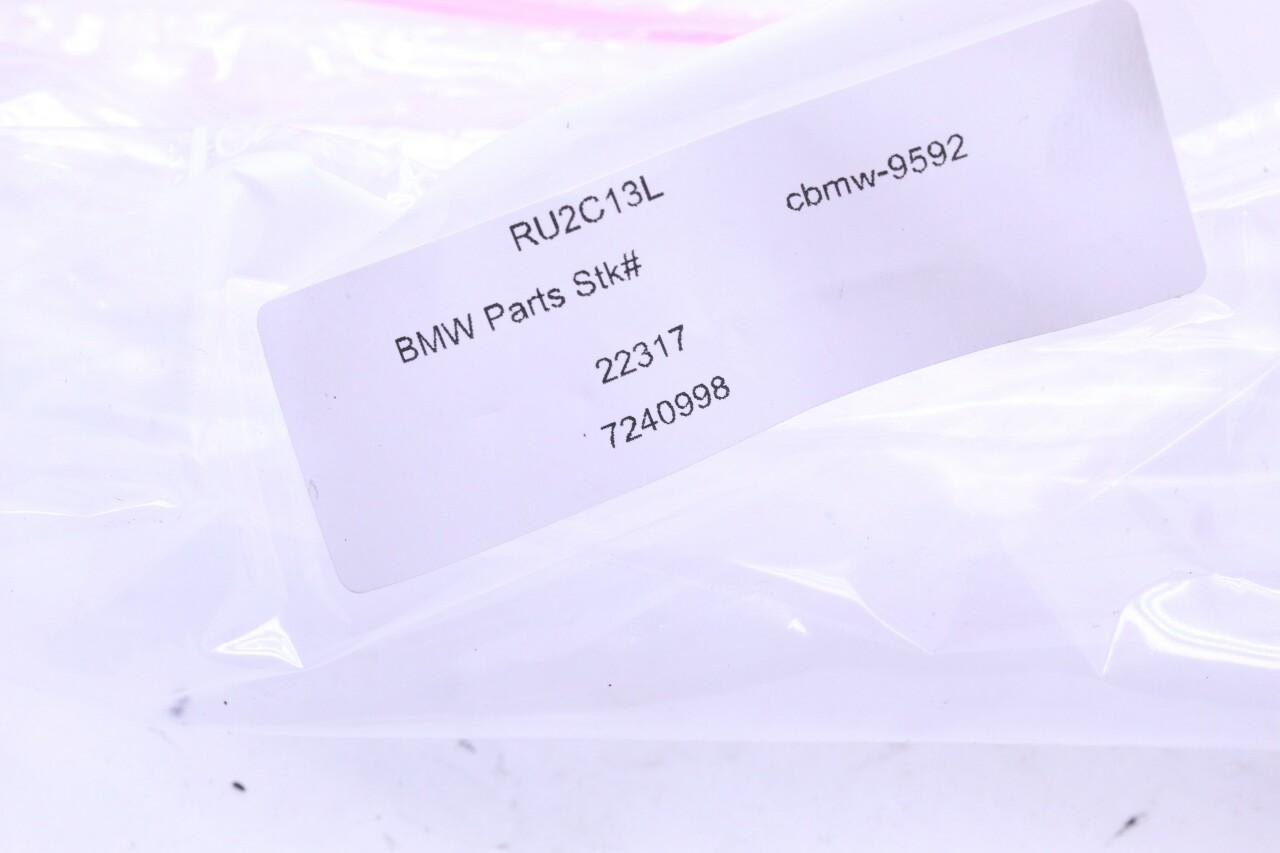 RU2C13L cbmw-9592
BMW Parts Stk#
22317
7240998